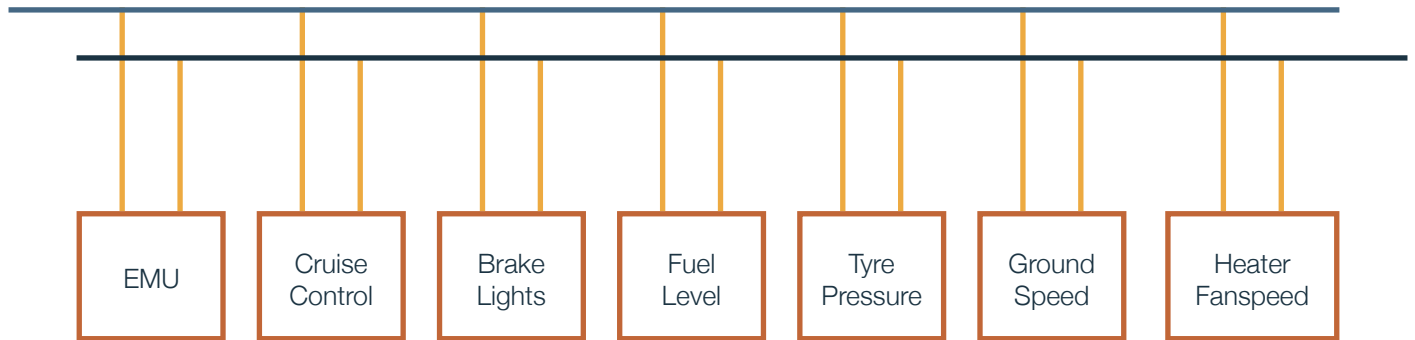 EMU
Cruise
Control
Brake
Lights
Fuel
Level
Tyre
Pressure
Ground
Speed
Heater
Fanspeed